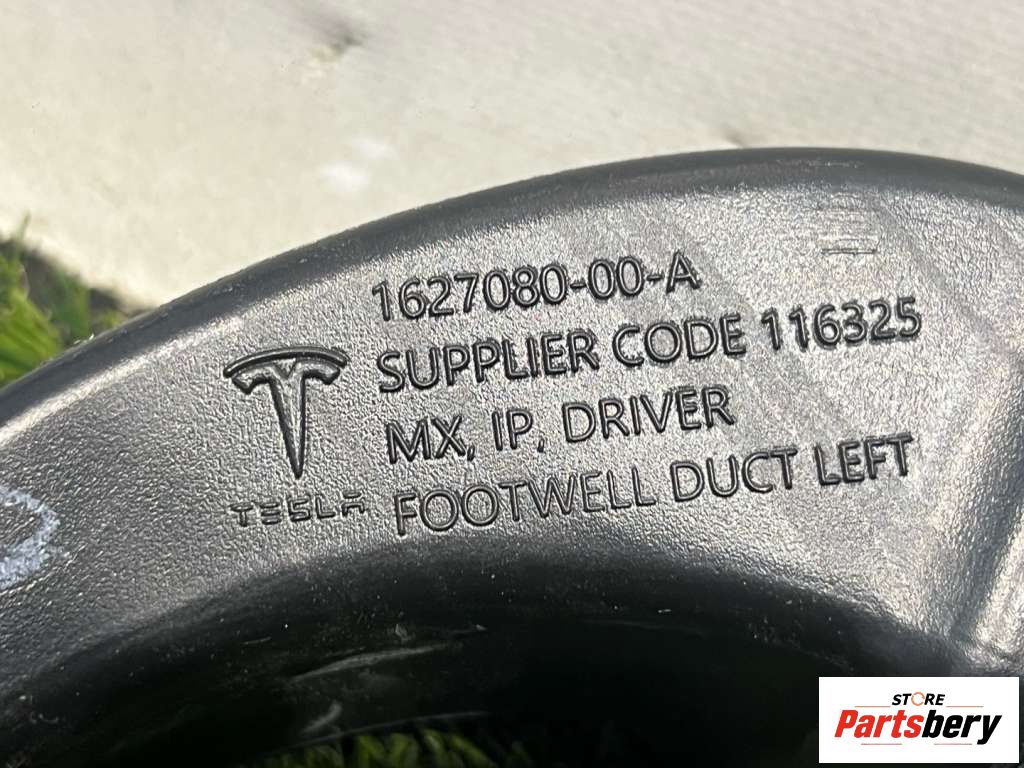 1627080-00-A
SUPPLIER CODE 116325
MX, IP, DRIVER
FOOTWELL DUCT LEFT
TESLA
STORE
Partsbery